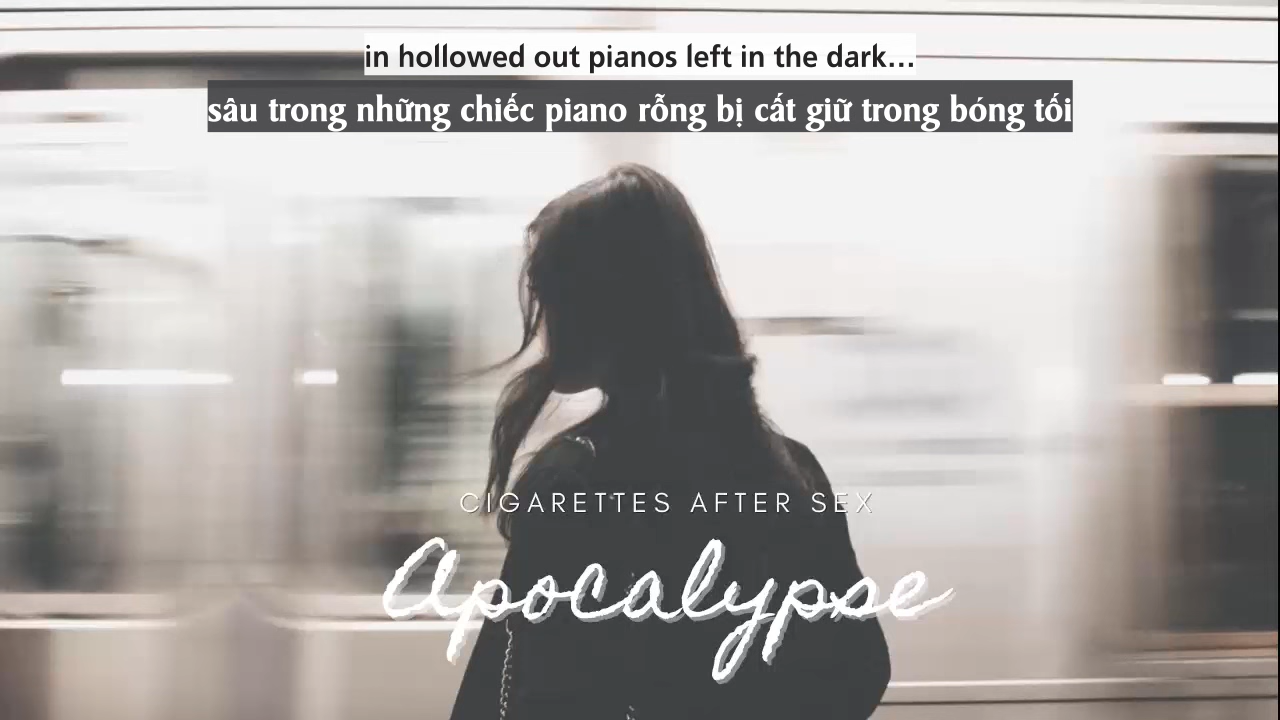 in hollowed out pianos left in the dark...
sâu trong những chiếc piano rỗng bị cất giữ trong bóng tối
CIGARETTES AFTER SEX
Apocalypse